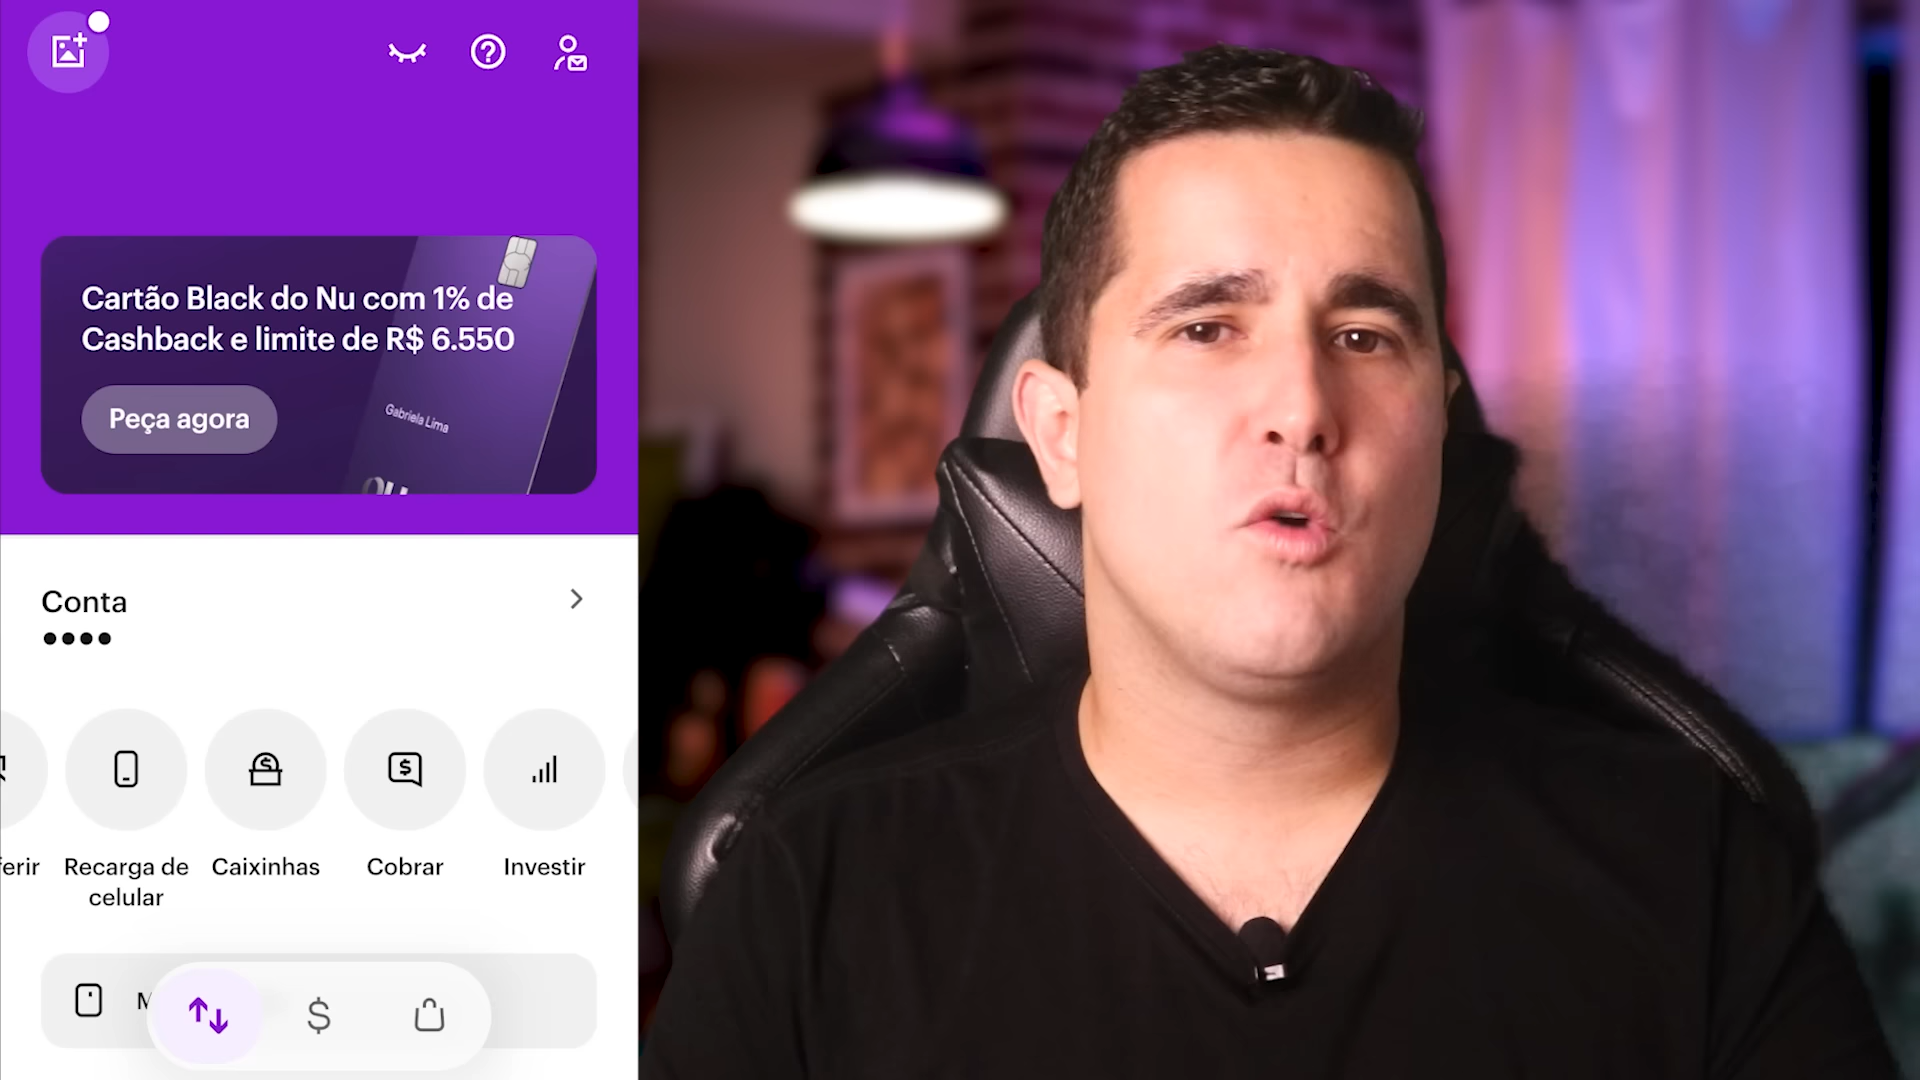 Cartão Black do Nu com 1% de
Cashback e limite de R$ 6.550
Peça agora
Gabriela Lima
nu
Conta
Recarga de
celular
Caixinhas
Cobrar
Investir